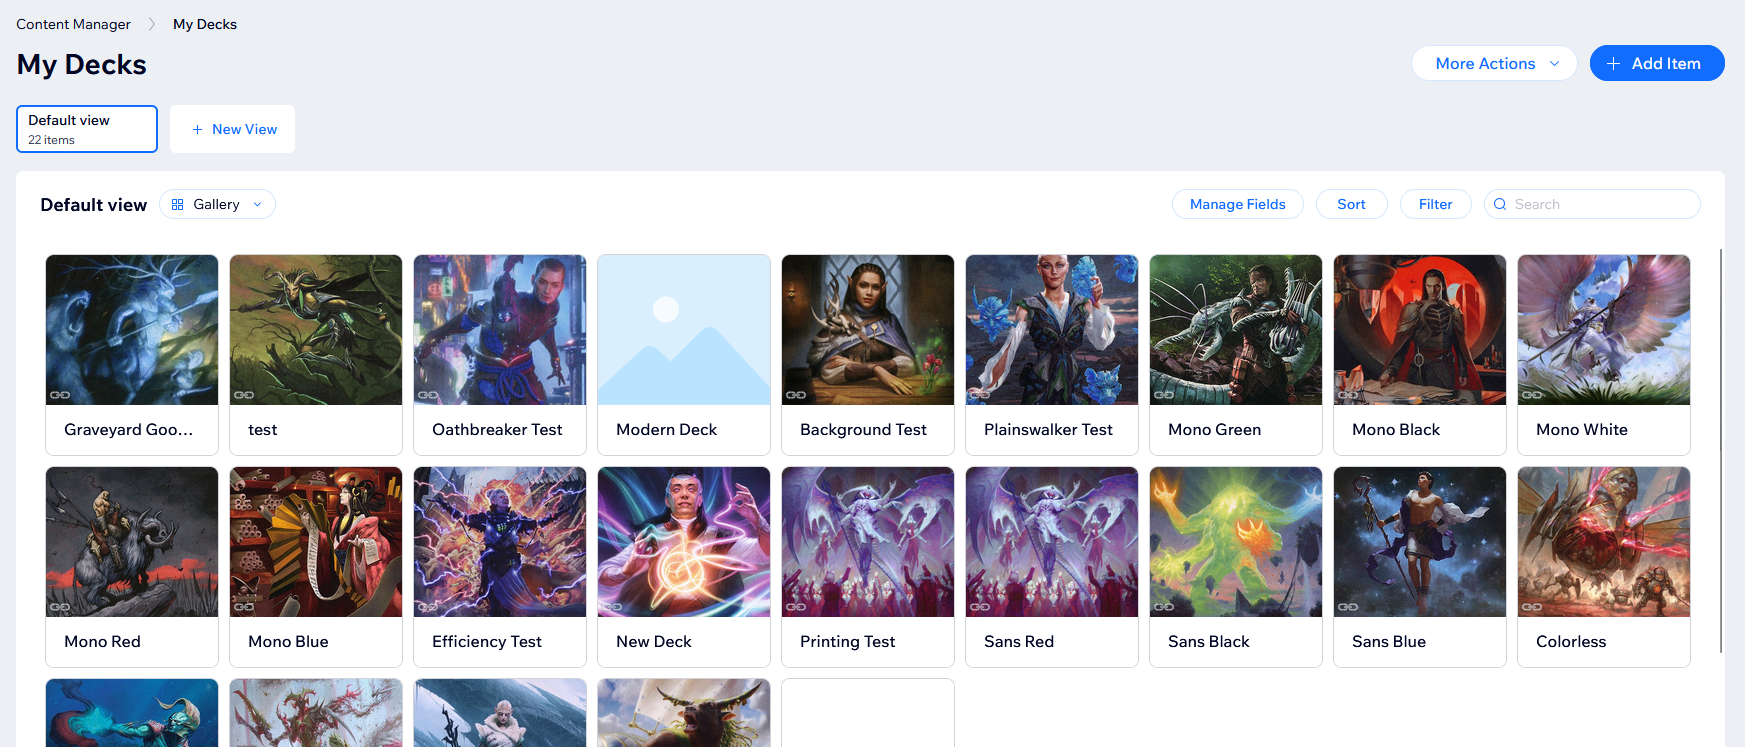 Content Manager
My Decks
My Decks
More Actions
Add Item
Default view
22 items
New View
Default view
Gallery
Manage Fields
Sort
Filter
Search
Graveyard Goo...
test
Oathbreaker Test
Modern Deck
Background Test
Plainswalker Test
Mono Green
Mono Black
Mono White
Mono Red
Mono Blue
Efficiency Test
New Deck
Printing Test
Sans Red
Sans Black
Sans Blue
Colorless